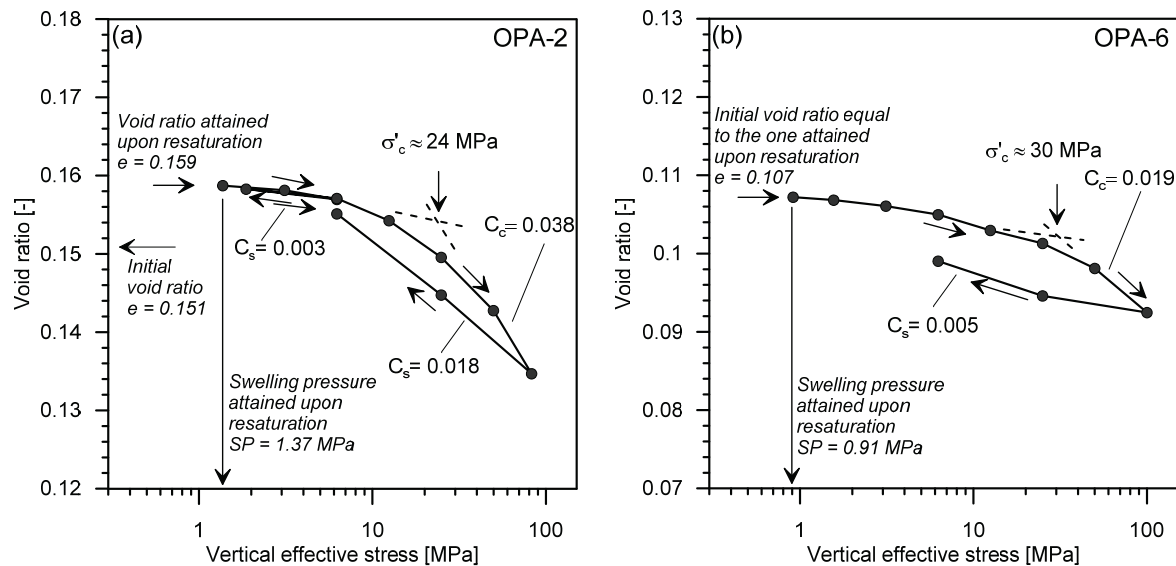 (a)
OPA-2
0.18
0.17
0.16
0.15
0.14
0.13
0.12
Void ratio [-]
Void ratio attained
upon resaturation
e = 0.159
σ'c ≈ 24 MPa
Cs = 0.003
Cc = 0.038
Initial
void ratio
e = 0.151
Cs = 0.018
Swelling pressure
attained upon
resaturation
SP = 1.37 MPa
1
10
100
Vertical effective stress [MPa]
(b)
OPA-6
0.13
0.12
0.11
0.1
0.09
0.08
0.07
Void ratio [-]
Initial void ratio equal
to the one attained
upon resaturation
e = 0.107
σ'c ≈ 30 MPa
Cc = 0.019
Cs = 0.005
Swelling pressure
attained upon
resaturation
SP = 0.91 MPa
1
10
100
Vertical effective stress [MPa]